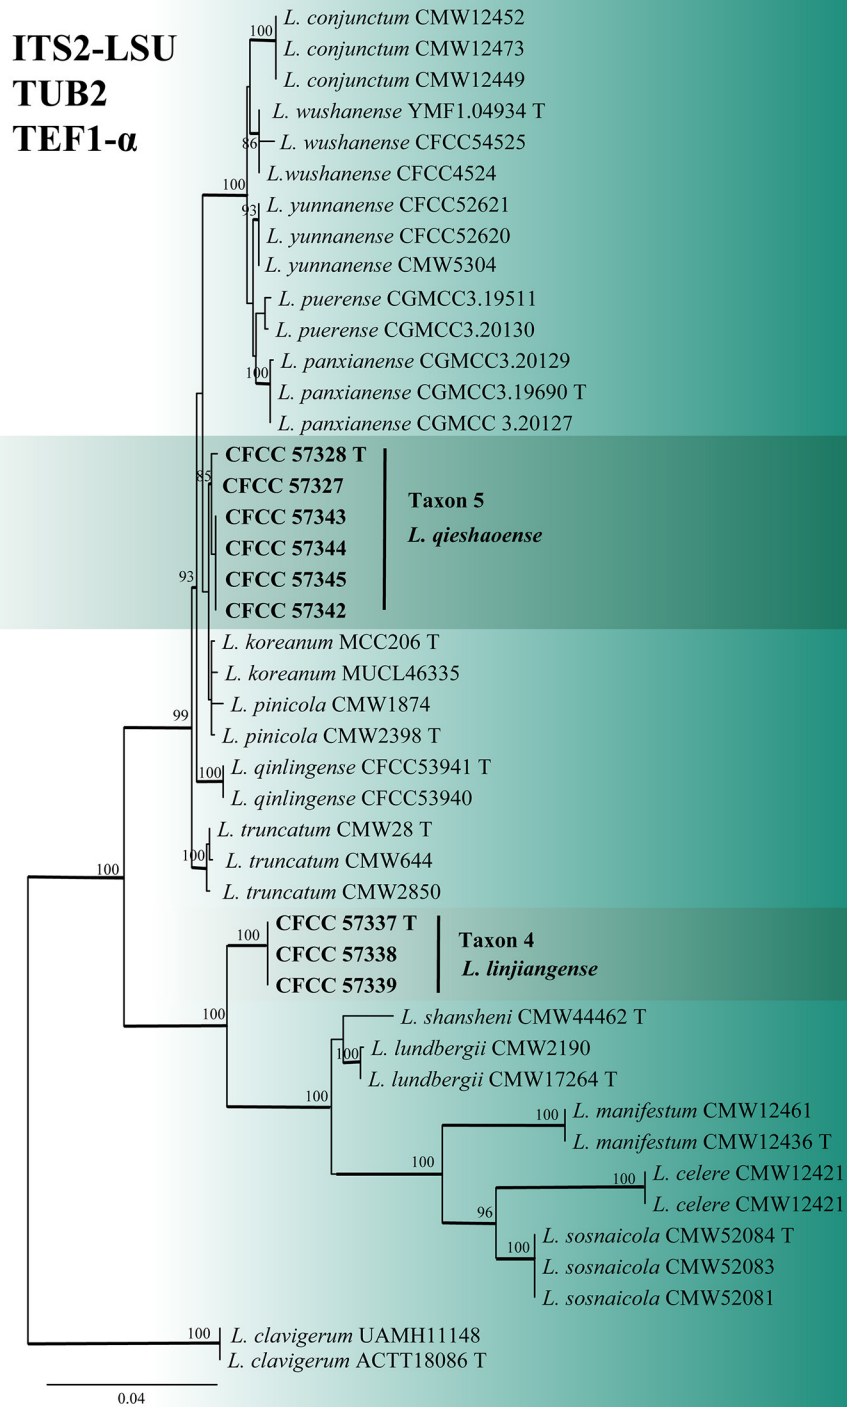 ITS2-LSU
TUB2
TEF1-α
100
L. conjunctum CMW12452
L. conjunctum CMW12473
L. conjunctum CMW12449
L. wushanense YMF1.04934 T
86
L. wushanense CFCC54525
L.wushanense CFCC4524
100
93
L. yunnanense CFCC52621
L. yunnanense CFCC52620
L. yunnanense CMW5304
L. puerense CGMCC3.19511
L. puerense CGMCC3.20130
L. panxianense CGMCC3.20129
100
L. panxianense CGMCC3.19690 T
L. panxianense CGMCC 3.20127
CFCC 57328 T
85
CFCC 57327
CFCC 57343
CFCC 57344
CFCC 57345
CFCC 57342
Taxon 5
L. qieshaoense
93
L. koreanum MCC206 T
L. koreanum MUCL46335
L. pinicola CMW1874
99
L. pinicola CMW2398 T
100
L. qinlingense CFCC53941 T
L. qinlingense CFCC53940
L. truncatum CMW28 T
100
L. truncatum CMW644
100
L. truncatum CMW2850
CFCC 57337 T
100
CFCC 57338
CFCC 57339
Taxon 4
L. linjiangense
100
L. shansheni CMW44462 T
100
L. lundbergii CMW2190
L. lundbergii CMW17264 T
100
L. manifestum CMW12461
100
L. manifestum CMW12436 T
100
L. celere CMW12421
100
L. celere CMW12421
96
L. sosnaicola CMW52084 T
100
L. sosnaicola CMW52083
L. sosnaicola CMW52081
100
L. clavigerum UAMH11148
L. clavigerum ACTT18086 T
0.04